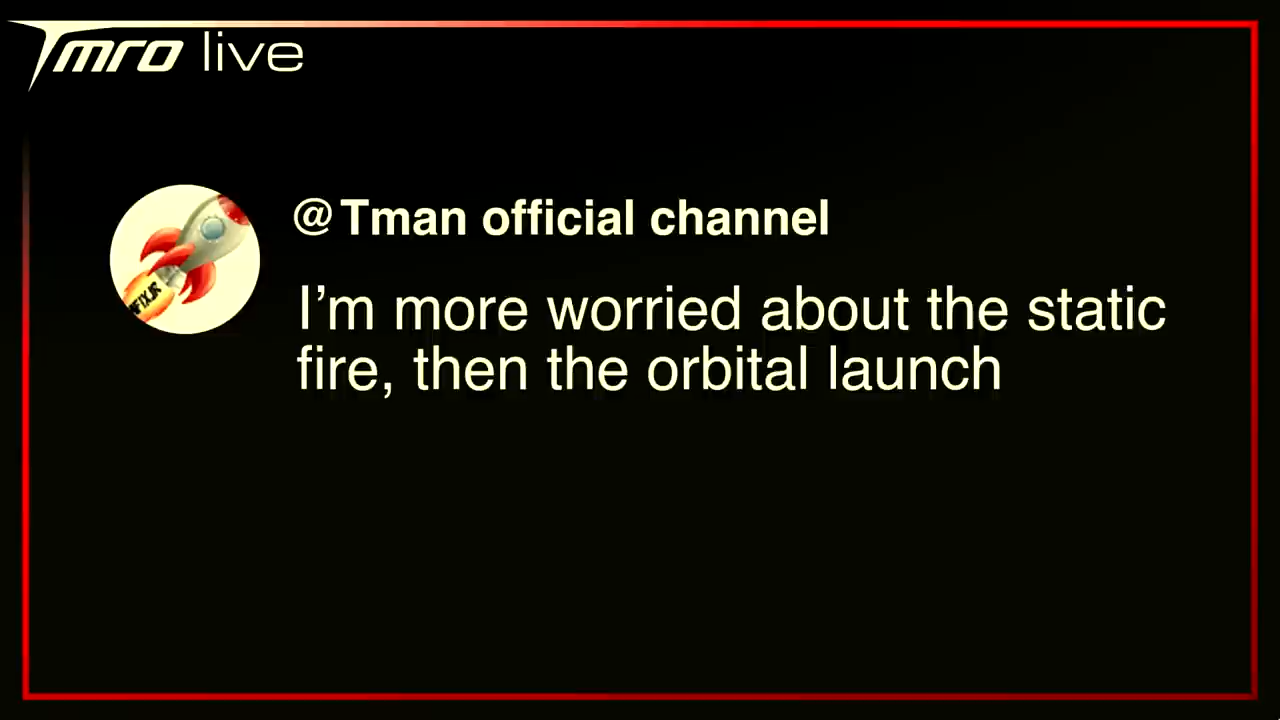 Tmro live
@Tman official channel
I’m more worried about the static
fire, then the orbital launch